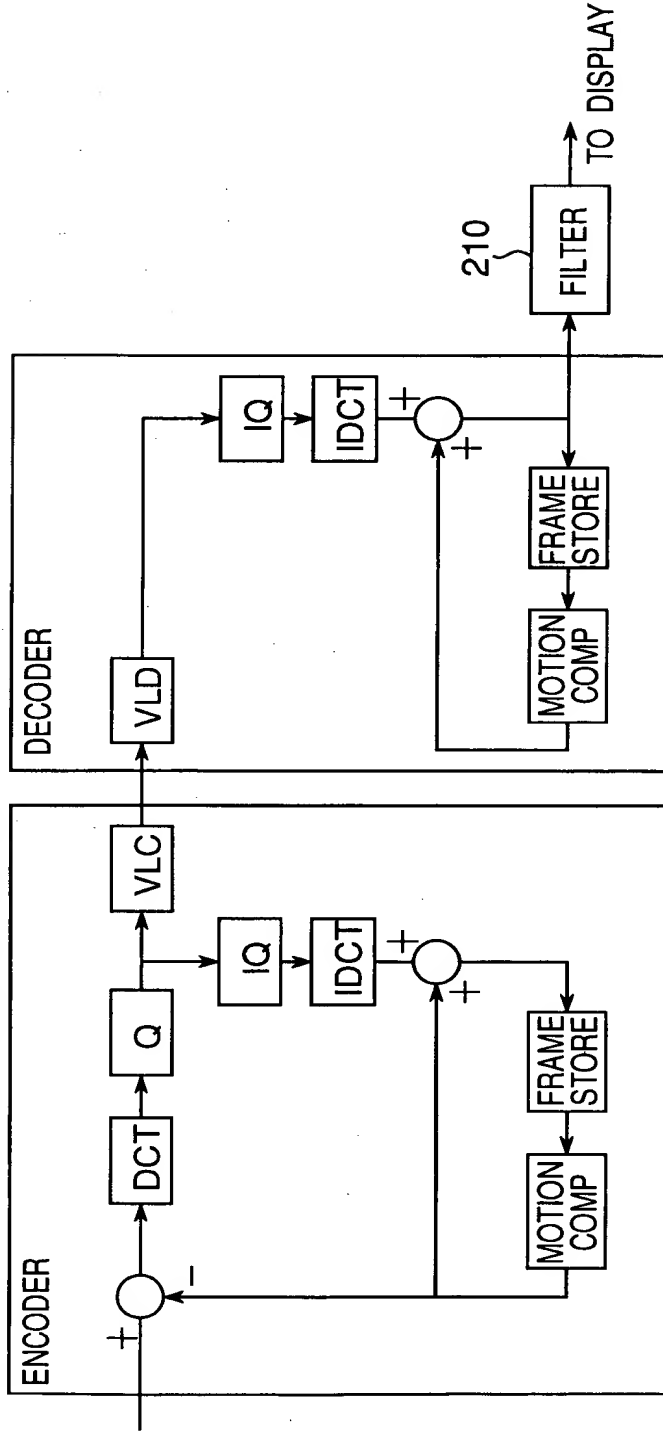 ENCODER
+
-
DCT
Q
VLC
IQ
IDCT
+
+
FRAME
STORE
MOTION
COMP
DECODER
VLD
IQ
IDCT
+
+
FRAME
STORE
MOTION
COMP
210
FILTER
TO DISPLAY